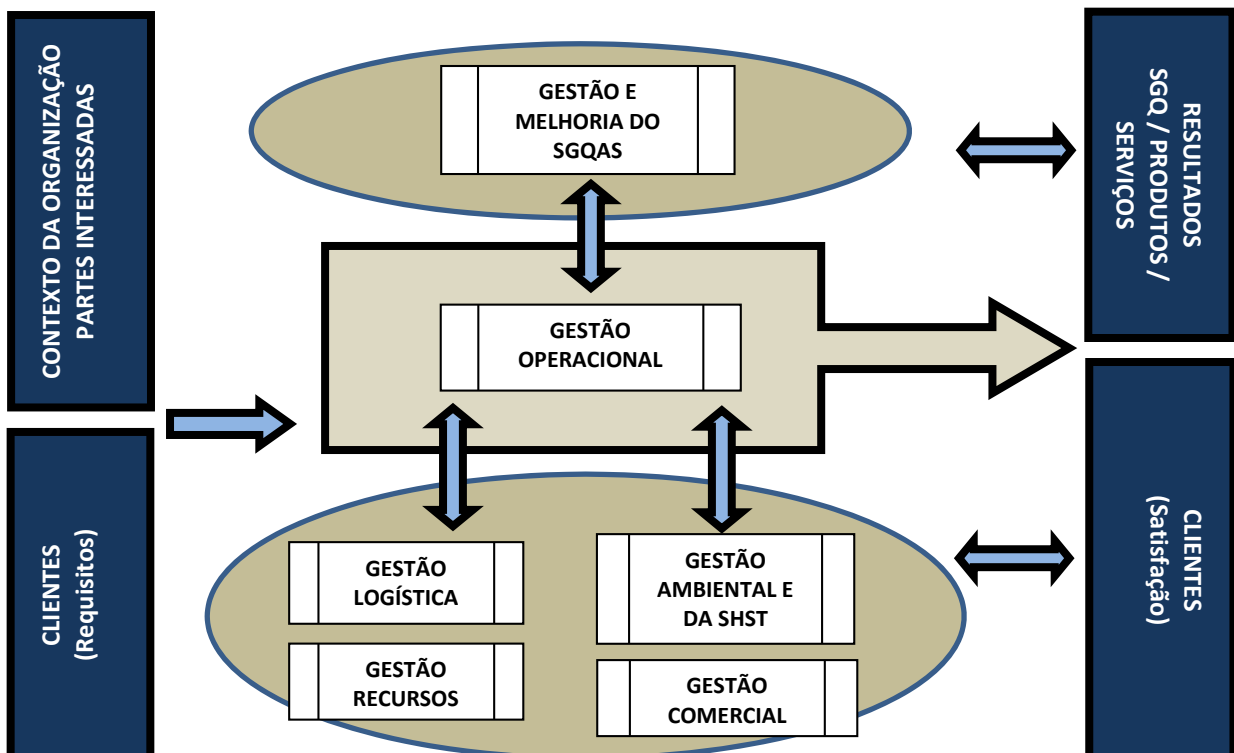 CONTEXTO DA ORGANIZAÇÃO
PARTES INTERESSADAS
CLIENTES
(Requisitos)
GESTÃO E
MELHORIA DO
SGQAS
GESTÃO
OPERACIONAL
GESTÃO
LOGÍSTICA
GESTÃO
RECURSOS
GESTÃO
AMBIENTAL E
DA SHST
GESTÃO
COMERCIAL
RESULTADOS
SGQ / PRODUTOS /
SERVIÇOS
CLIENTES
(Satisfação)